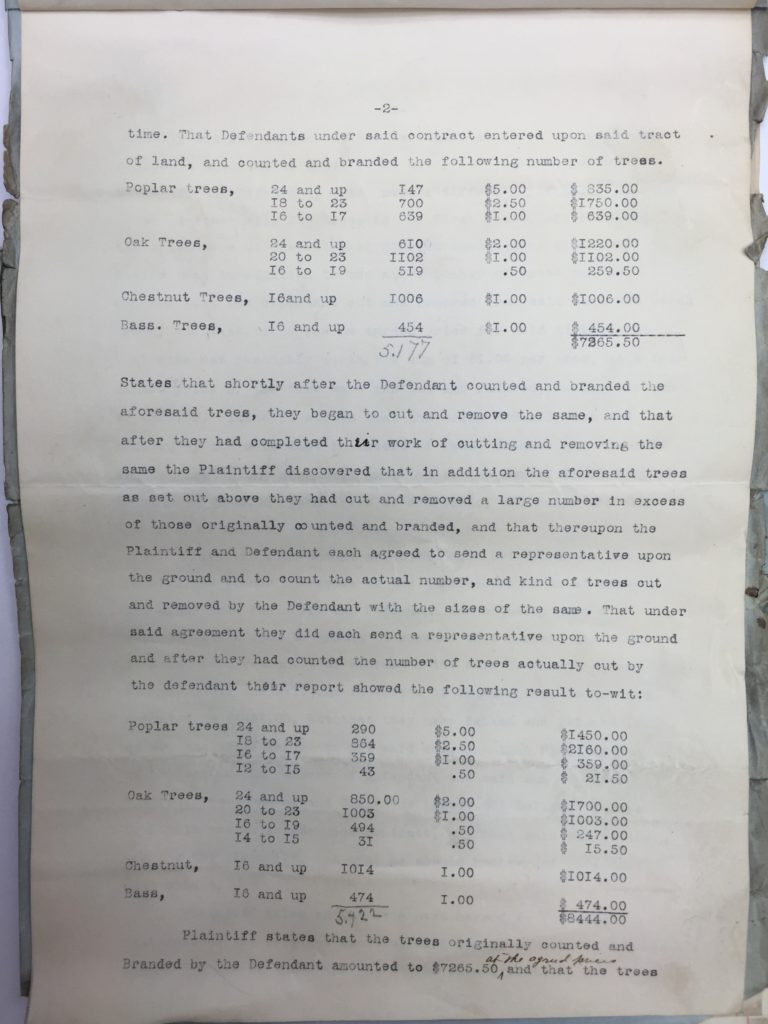 -2-
time. That Defendants under said contract entered upon said tract
of land, and counted and branded the following number of trees.
Poplar trees, 24 and up I47 $5.00 $ 835.00
I8 to 23 700 $2.50 $I750.00
I6 to I7 639 $I.00 $ 639.00
Oak Trees, 24 and up 6I0 $2.00 $I220.00
20 to 23 II02 $I.00 $II02.00
I6 to I9 5I9 .50 259.50
Chestnut Trees, I6and up I006 $I.00 $I006.00
Bass. Trees, I6 and up 454 $I.00 $ 454.00
5.177 $7265.50
States that shortly after the Defendant counted and branded the
aforesaid trees, they began to cut and remove the same, and that
after they had completed their work of cutting and removing the
same the Plaintiff discovered that in addition the aforesaid trees
as set out above they had cut and removed a large number in excess
of those originally counted and branded, and that thereupon the
Plaintiff and Defendant each agreed to send a representative upon
the ground and to count the actual number, and kind of trees cut
and removed by the Defendant with the sizes of the same. That under
said agreement they did each send a representative upon the ground
and after they had counted the number of trees actually cut by
the defendant their report showed the following result to-wit:
Poplar trees 24 and up 290 $5.00 $I450.00
I8 to 23 864 $2.50 $2I60.00
I6 to I7 359 $I.00 $ 359.00
I2 to I5 43 .50 $ 2I.50
Oak Trees, 24 and up 850.00 $2.00 $I700.00
20 to 23 I003 $I.00 $I003.00
I6 to I9 494 .50 $ 247.00
I4 to I5 3I .50 $ I5.50
Chestnut, I6 and up I0I4 I.00 $I0I4.00
Bass, I6 and up 474 I.00 $ 474.00
5,422 $8444.00
Plaintiff states that the trees originally counted and
at the agreed prices
Branded by the Defendant amounted to $7265.50, and that the trees